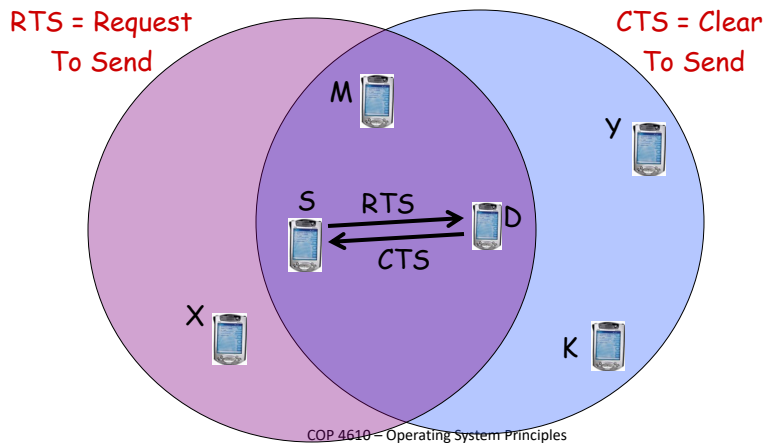 RTS = Request
To Send
CTS = Clear
To Send
M
Y
S
RTS
D
CTS
X
K
COP 4610 – Operating System Principles